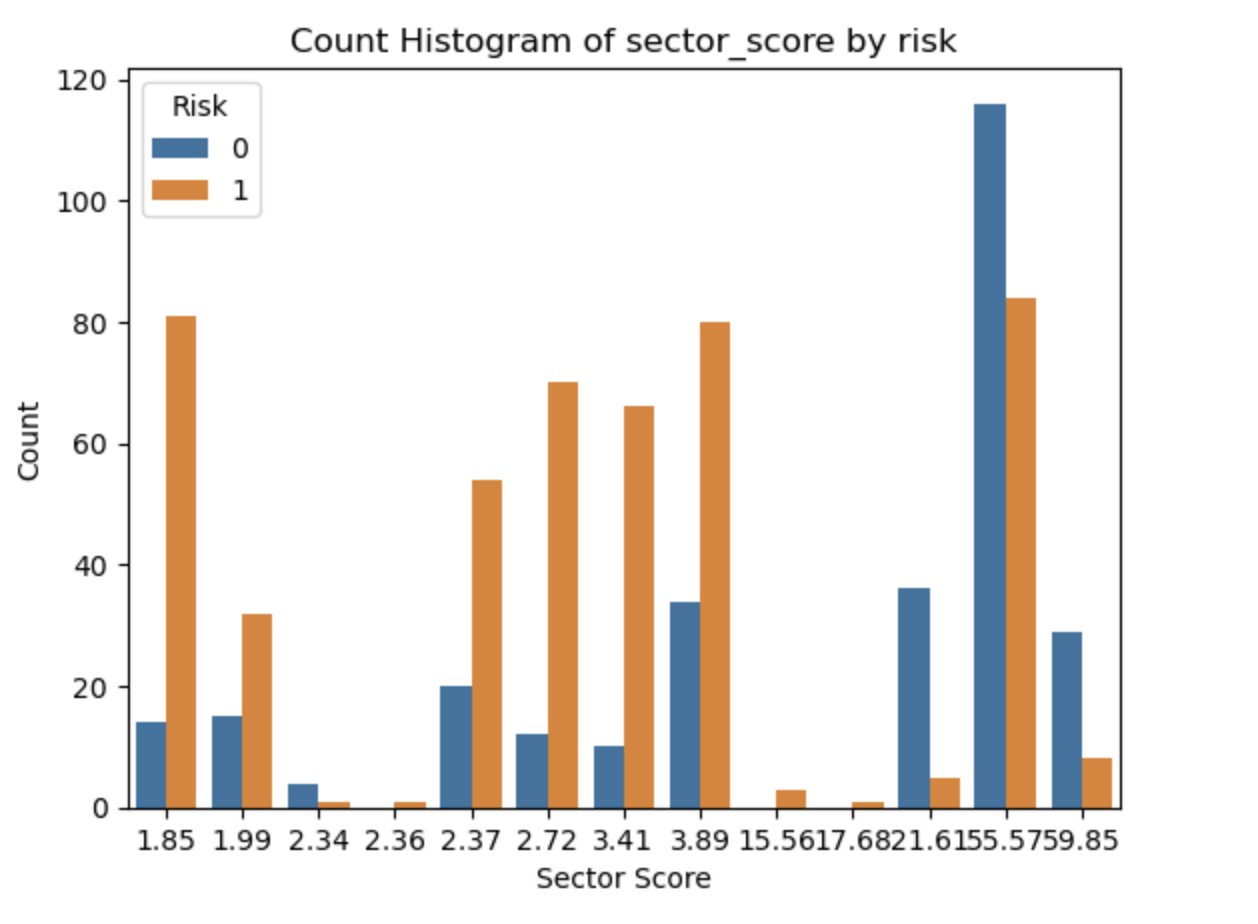 Count Histogram of sector_score by risk
120
Risk
0
1
100
80
60
40
20
0
Count
1.85 1.99 2.34 2.36 2.37 2.72 3.41 3.89 15.56 17.68 21.61 55.57 59.85
Sector Score